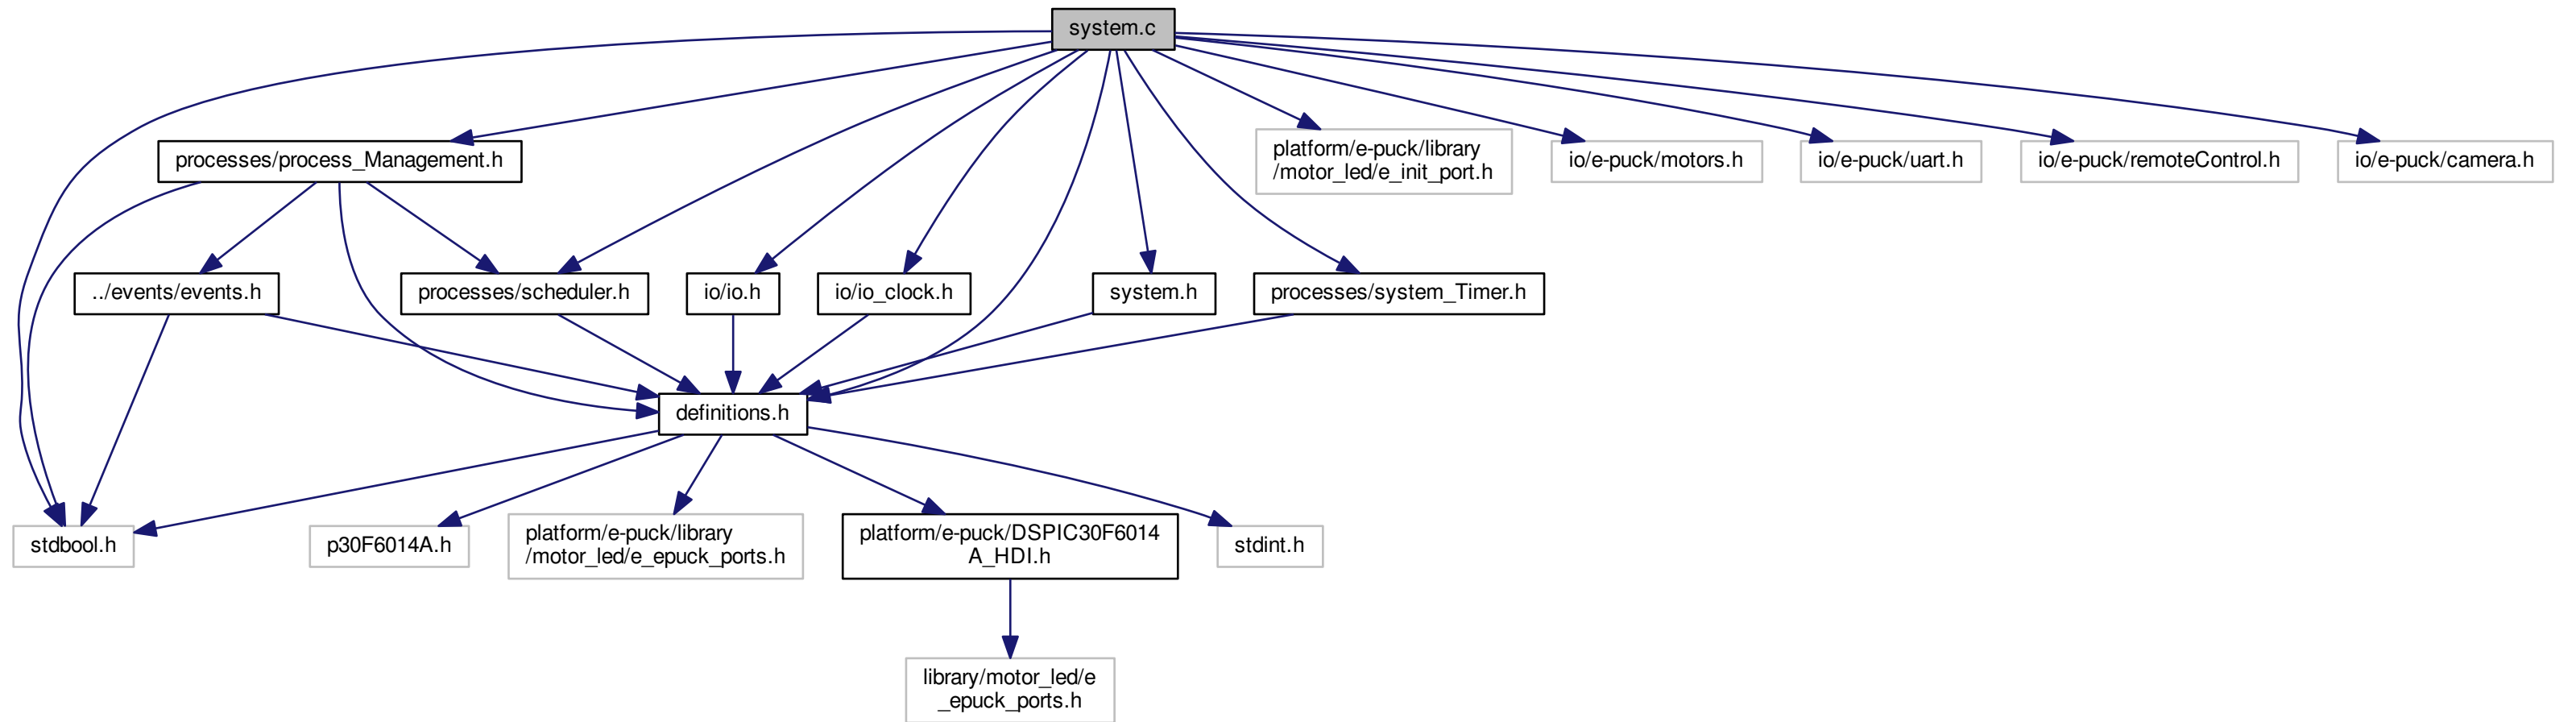 system.c
processes/process_Management.h
platform/e-puck/library
/motor_led/e_init_port.h
io/e-puck/motors.h
io/e-puck/uart.h
io/e-puck/remoteControl.h
io/e-puck/camera.h
../events/events.h
processes/scheduler.h
io/io.h
io/io_clock.h
system.h
processes/system_Timer.h
definitions.h
stdbool.h
p30F6014A.h
platform/e-puck/library
/motor_led/e_epuck_ports.h
platform/e-puck/DSPIC30F6014
A_HDI.h
stdint.h
library/motor_led/e
_epuck_ports.h